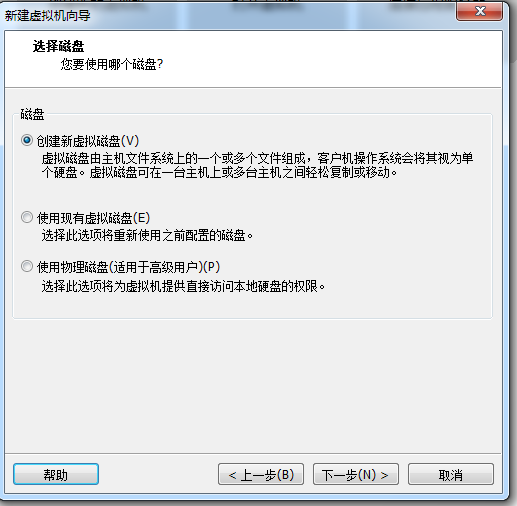 新建虚拟机向导
选择磁盘
您要使用哪个磁盘?
磁盘
创建新虚拟磁盘(V)
虚拟磁盘由主机文件系统上的一个或多个文件组成，客户机操作系统会将其视为单
个硬盘。虚拟磁盘可在一台主机上或多台主机之间轻松复制或移动。
使用现有虚拟磁盘(E)
选择此选项将重新使用之前配置的磁盘。
使用物理磁盘(适用于高级用户)(P)
选择此选项将为虚拟机提供直接访问本地硬盘的权限。
帮助
< 上一步(B)
下一步(N) >
取消